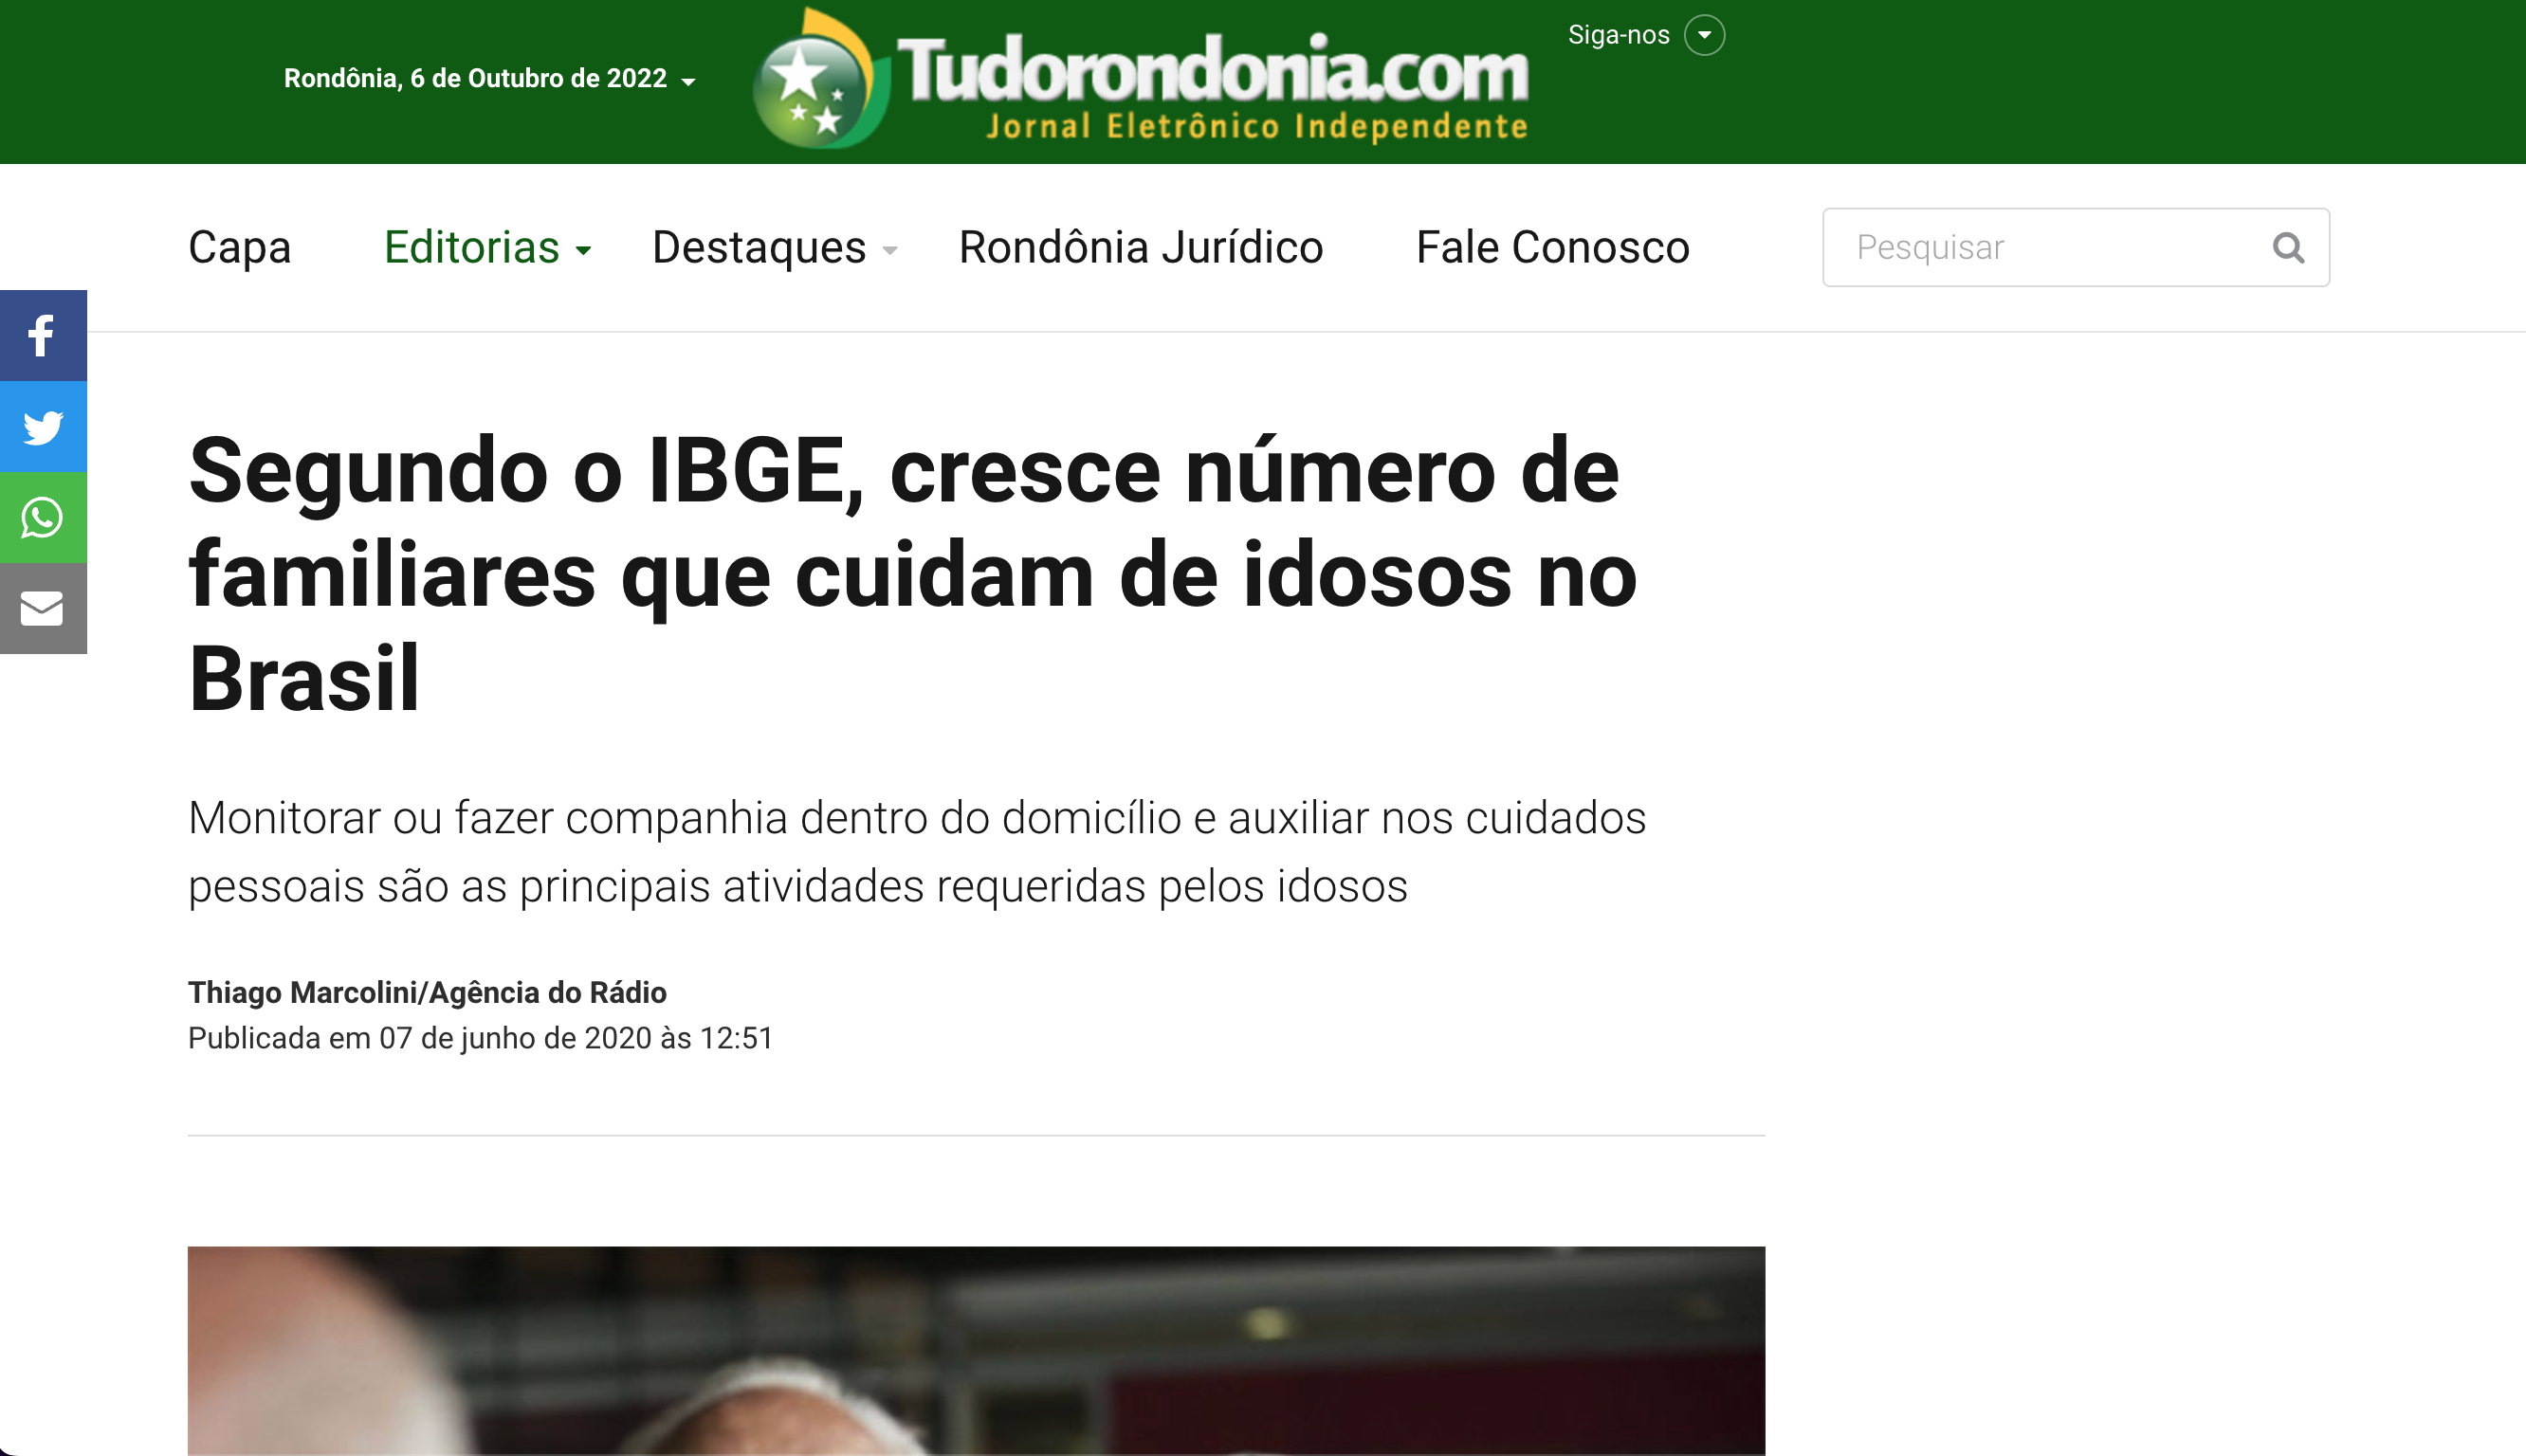 Siga-nos
Rondônia, 6 de Outubro de 2022
Tudorondonia.com
Jornal Eletrônico Independente
Capa
Editorias
Destaques
Rondônia Jurídico
Fale Conosco
Pesquisar
Segundo o IBGE, cresce número de
familiares que cuidam de idosos no
Brasil
Monitorar ou fazer companhia dentro do domicílio e auxiliar nos cuidados
pessoais são as principais atividades requeridas pelos idosos
Thiago Marcolini/Agência do Rádio
Publicada em 07 de junho de 2020 às 12:51